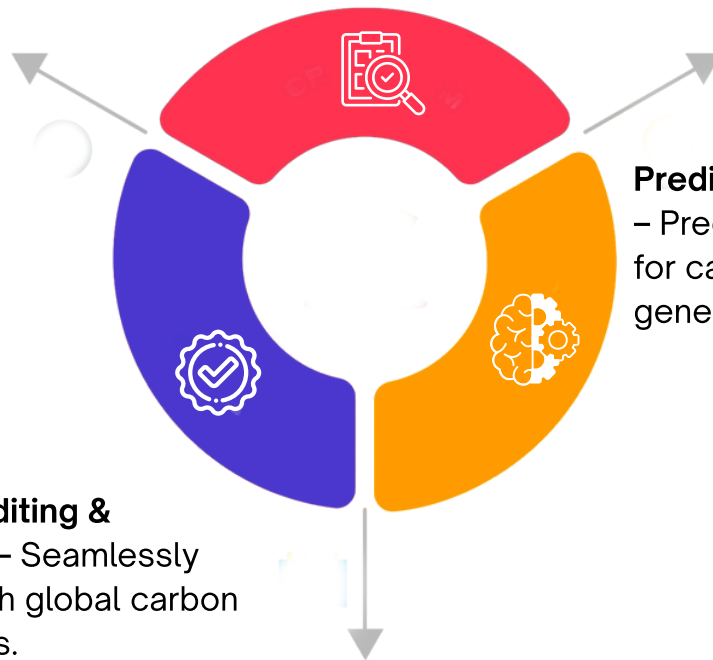 Predi
– Pre
for ca
gene
diting &
– Seamlessly
h global carbon
s.